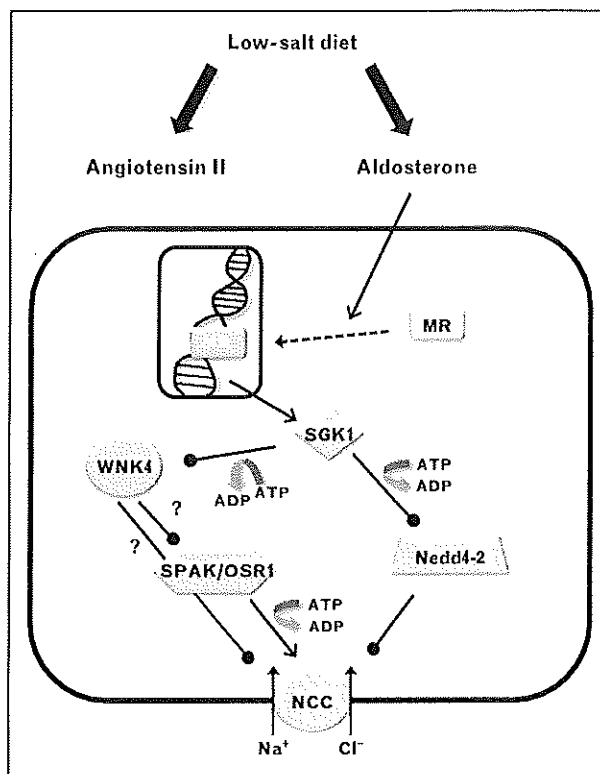 Low-salt diet
Angiotensin II
Aldosterone
MR
SGK1
WNK4
ADP
ATP
ATP
ADP
?
?
SPAK/OSR1
Nedd4-2
ATP
ADP
NCC
Na⁺
Cl⁻